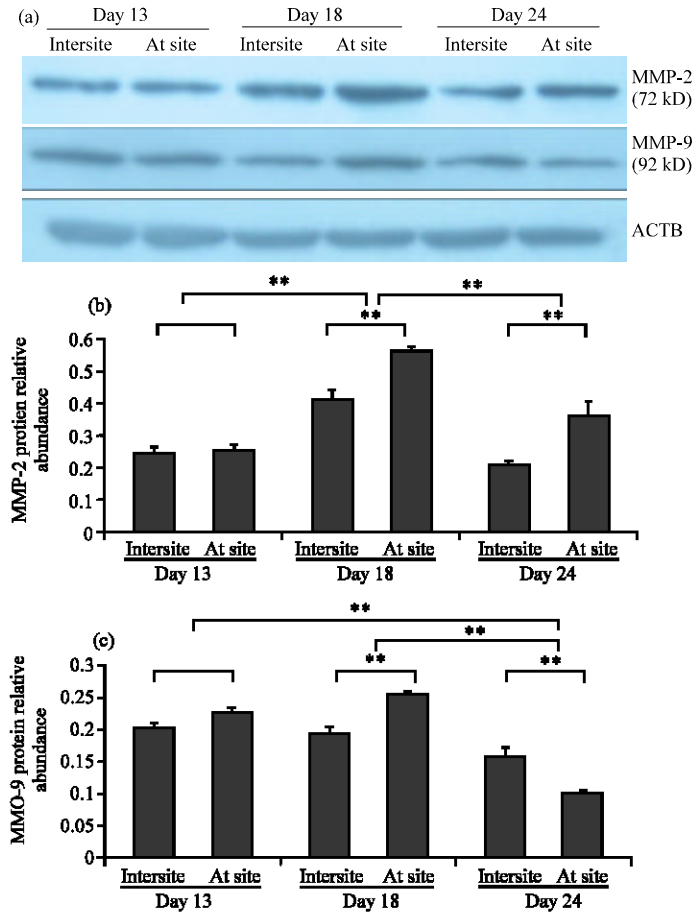 (a)
Day 13 Day 18 Day 24
Intersite At site Intersite At site Intersite At site
MMP-2
(72 kD)
MMP-9
(92 kD)
ACTB
(b)
** **
** **
MMP-2 protien relative
abundance
0.6
0.5
0.4
0.3
0.2
0.1
0
Intersite At site Intersite At site Intersite At site
Day 13 Day 18 Day 24
(c)
**
**
** **
MMO-9 protein relative
abundance
0.3
0.25
0.2
0.15
0.1
0.05
0
Intersite At site Intersite At site Intersite At site
Day 13 Day 18 Day 24